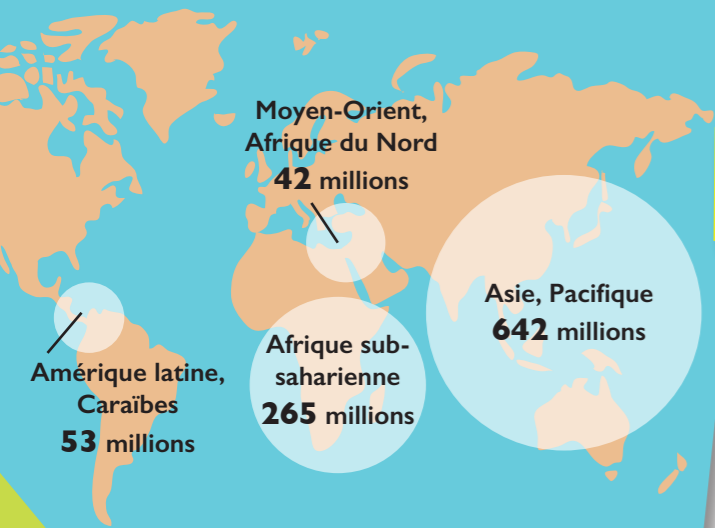 Moyen-Orient,
Afrique du Nord
42 millions
Asie, Pacifique
642 millions
Afrique sub-
saharienne
265 millions
Amérique latine,
Caraïbes
53 millions